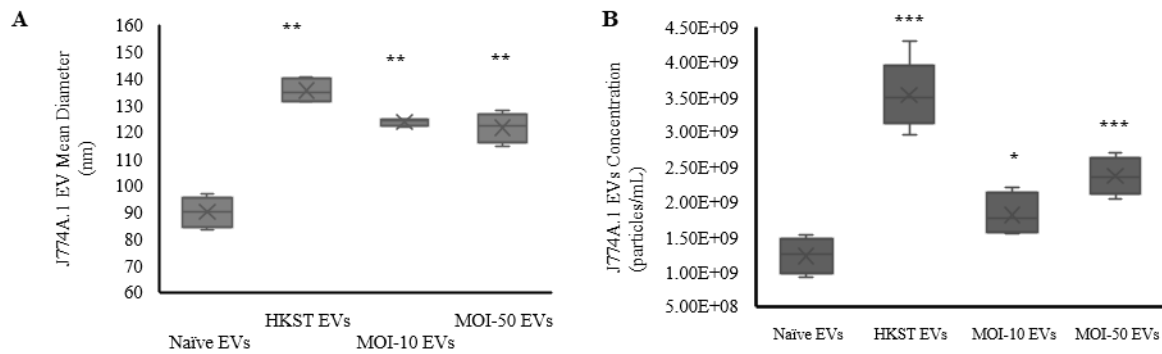 A
J774A.1 EV Mean Diameter
(nm)
160
150
140
130
120
110
100
90
80
70
60
**
**
**
Naïve EVs
HKST EVs
MOI-10 EVs
MOI-50 EVs
B
J774A.1 EVs Concentration
(particles/mL)
4.50E+09
4.00E+09
3.50E+09
3.00E+09
2.50E+09
2.00E+09
1.50E+09
1.00E+09
5.00E+08
***
*
***
Naïve EVs
HKST EVs
MOI-10 EVs
MOI-50 EVs